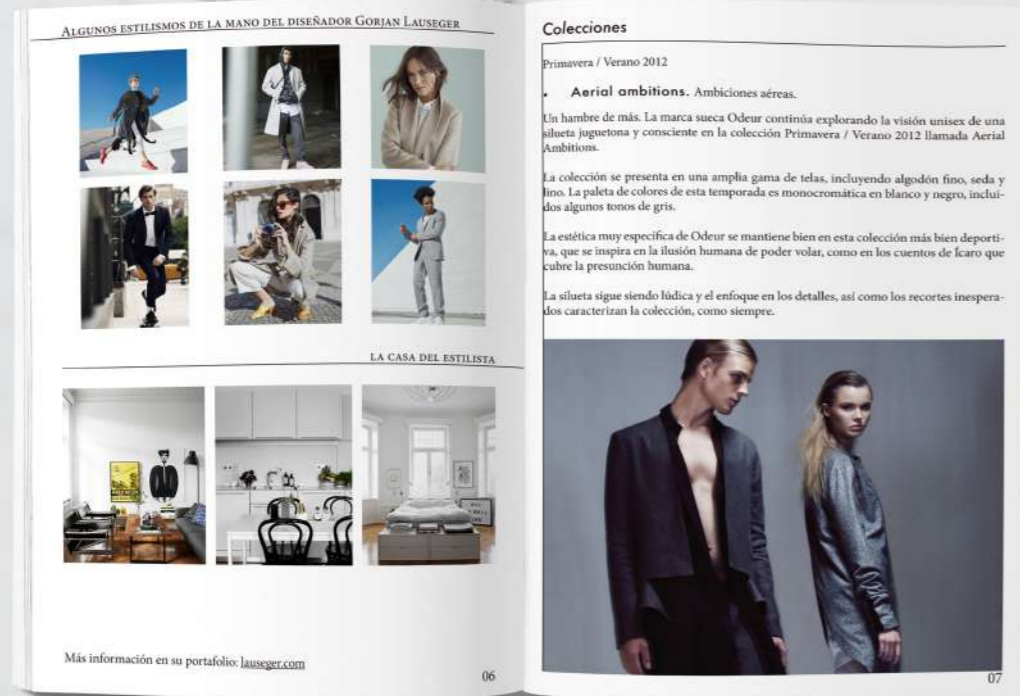 Algunos estilismos de la mano del diseñador Gorjan Lauseger
la casa del estilista
Más información en su portafolio: lauseger.com
06
Colecciones
Primavera / Verano 2012
• Aerial ambitions. Ambiciones aéreas.
Un hambre de más. La marca sueca Odeur continúa explorando la visión unisex de una
silueta juguetona y consciente en la colección Primavera / Verano 2012 llamada Aerial
Ambitions.
La colección se presenta en una amplia gama de telas, incluyendo algodón fino, seda y
lino. La paleta de colores de esta temporada es monocromática en blanco y negro, inclui-
dos algunos tonos de gris.
La estética muy específica de Odeur se mantiene bien en esta colección más bien deporti-
va, que se inspira en la ilusión humana de poder volar, como en los cuentos de Ícaro que
cubre la presunción humana.
La silueta sigue siendo lúdica y el enfoque en los detalles, así como los recortes inespera-
dos caracterizan la colección, como siempre.
07